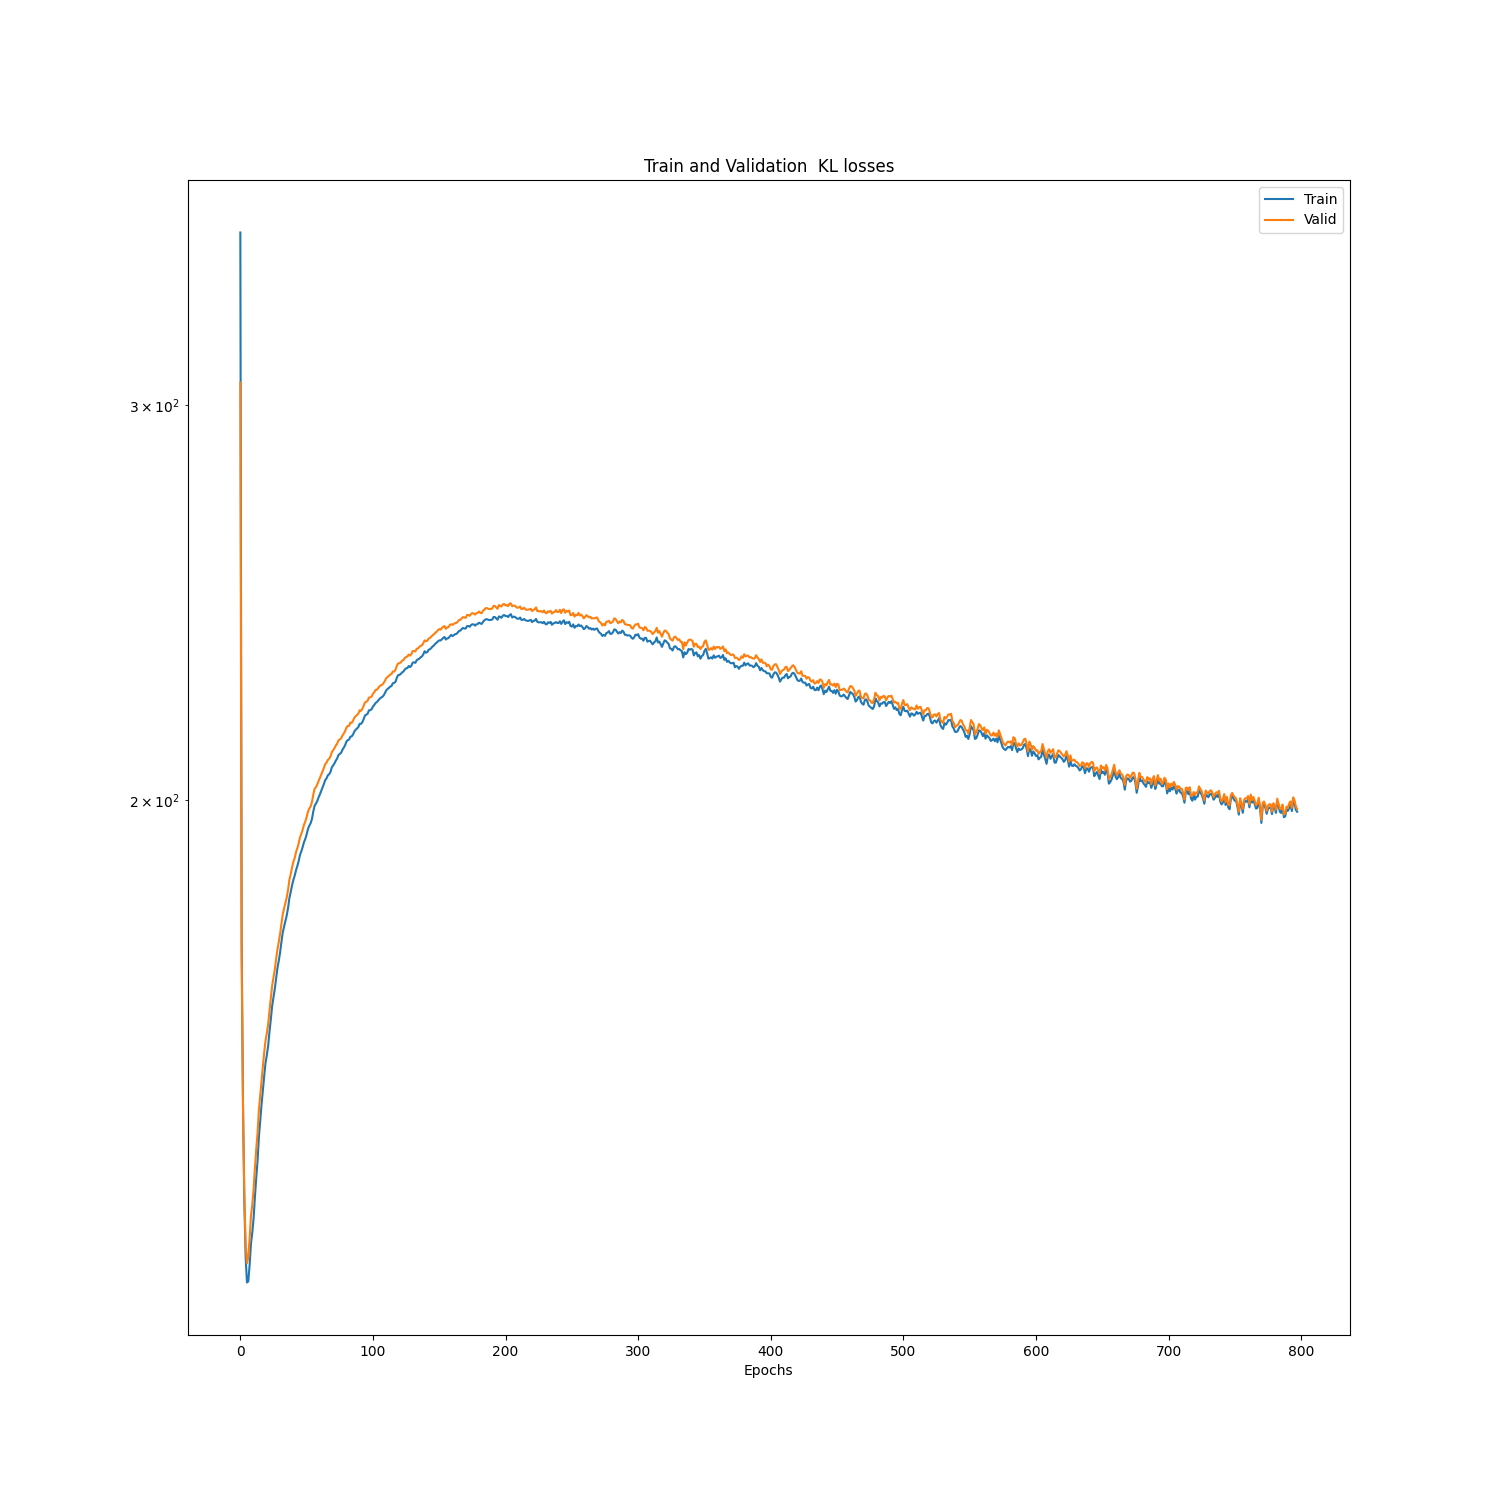 Train and Validation  KL losses
Train
Valid
3 × 10²
2 × 10²
0 100 200 300 400 500 600 700 800
Epochs